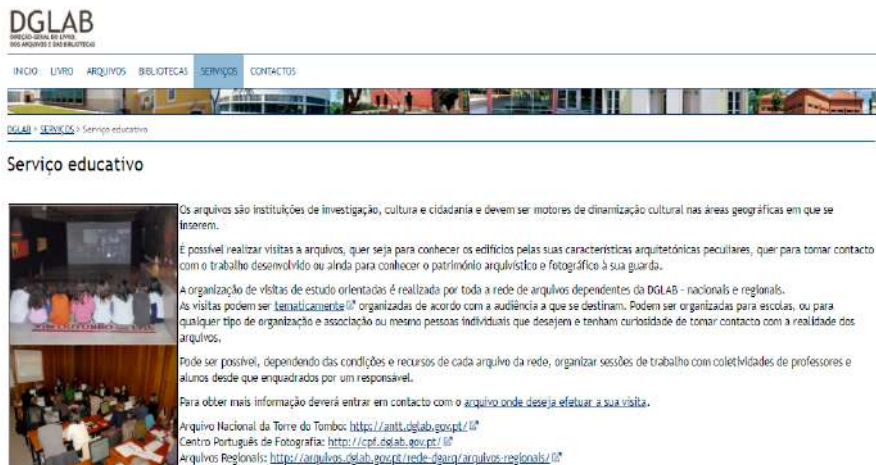 DGLAB
DIREÇÃO-GERAL DO LIVRO,
DOS ARQUIVOS E DAS BIBLIOTECAS
INICIO LIVRO ARQUIVOS BIBLIOTECAS SERVIÇOS CONTACTOS
DGLAB > SERVIÇOS > Serviço educativo
Serviço educativo
Os arquivos são instituições de investigação, cultura e cidadania e devem ser motores de dinamização cultural nas áreas geográficas em que se
inserem.
É possível realizar visitas a arquivos, quer seja para conhecer os edifícios pelas suas características arquitetónicas peculiares, quer para tomar contacto
com o trabalho desenvolvido ou ainda para conhecer o património arquivístico e fotográfico à sua guarda.
A organização de visitas de estudo orientadas é realizada por toda a rede de arquivos dependentes da DGLAB - nacionais e regionais.
As visitas podem ser tematicamente organizadas de acordo com a audiência a que se destinam. Podem ser organizadas para escolas, ou para
qualquer tipo de organização e associação ou mesmo pessoas individuais que desejem e tenham curiosidade de tomar contacto com a realidade dos
arquivos.
Pode ser possível, dependendo das condições e recursos de cada arquivo da rede, organizar sessões de trabalho com coletividades de professores e
alunos desde que enquadrados por um responsável.
Para obter mais informação deverá entrar em contacto com o arquivo onde deseja efetuar a sua visita.
Arquivo Nacional da Torre do Tombo: http://antt.dglab.gov.pt/
Centro Português de Fotografia: http://cpf.dglab.gov.pt/
Arquivos Regionais: http://arquivos.dglab.gov.pt/rede-dgarq/arquivos-regionais/